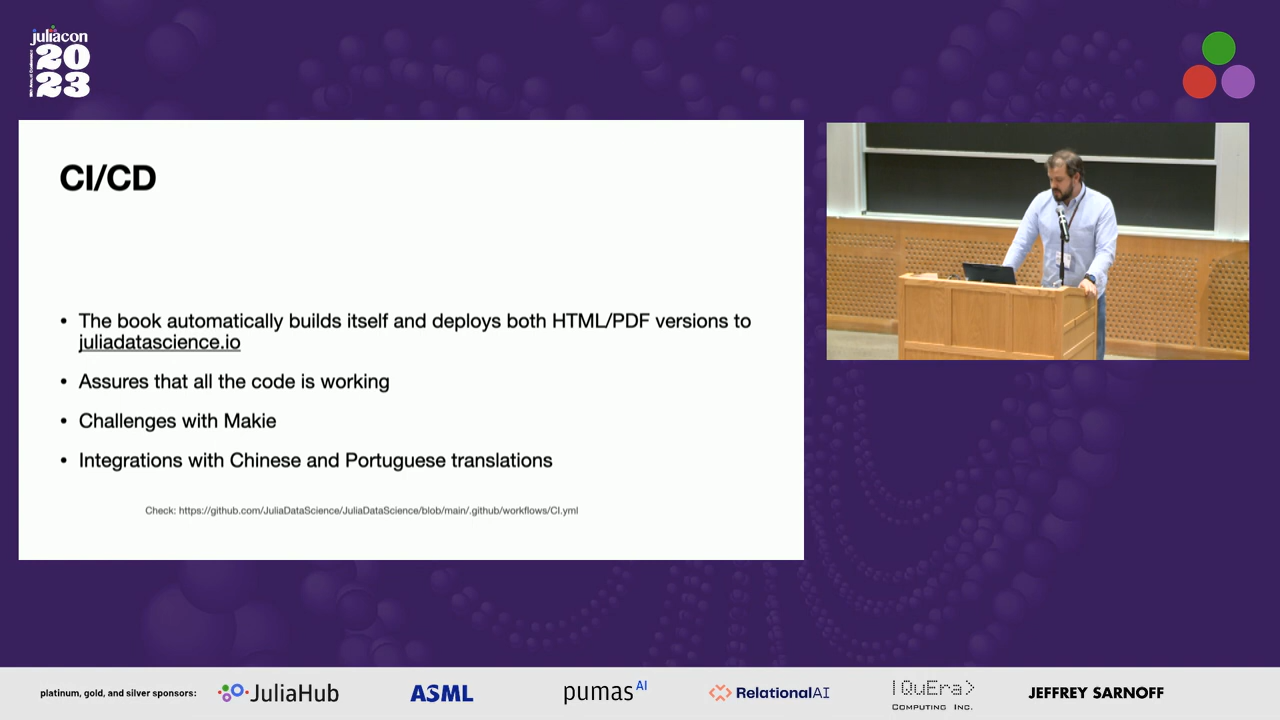 juliacon
20
23
CI/CD
• The book automatically builds itself and deploys both HTML/PDF versions to
juliadatascience.io
• Assures that all the code is working
• Challenges with Makie
• Integrations with Chinese and Portuguese translations
Check: https://github.com/JuliaDataScience/JuliaDataScience/blob/main/.github/workflows/CI.yml
platinum, gold, and silver sponsors:
JuliaHub
ASML
pumasAI
RelationalAI
|QuEra>
COMPUTING INC.
JEFFREY SARNOFF